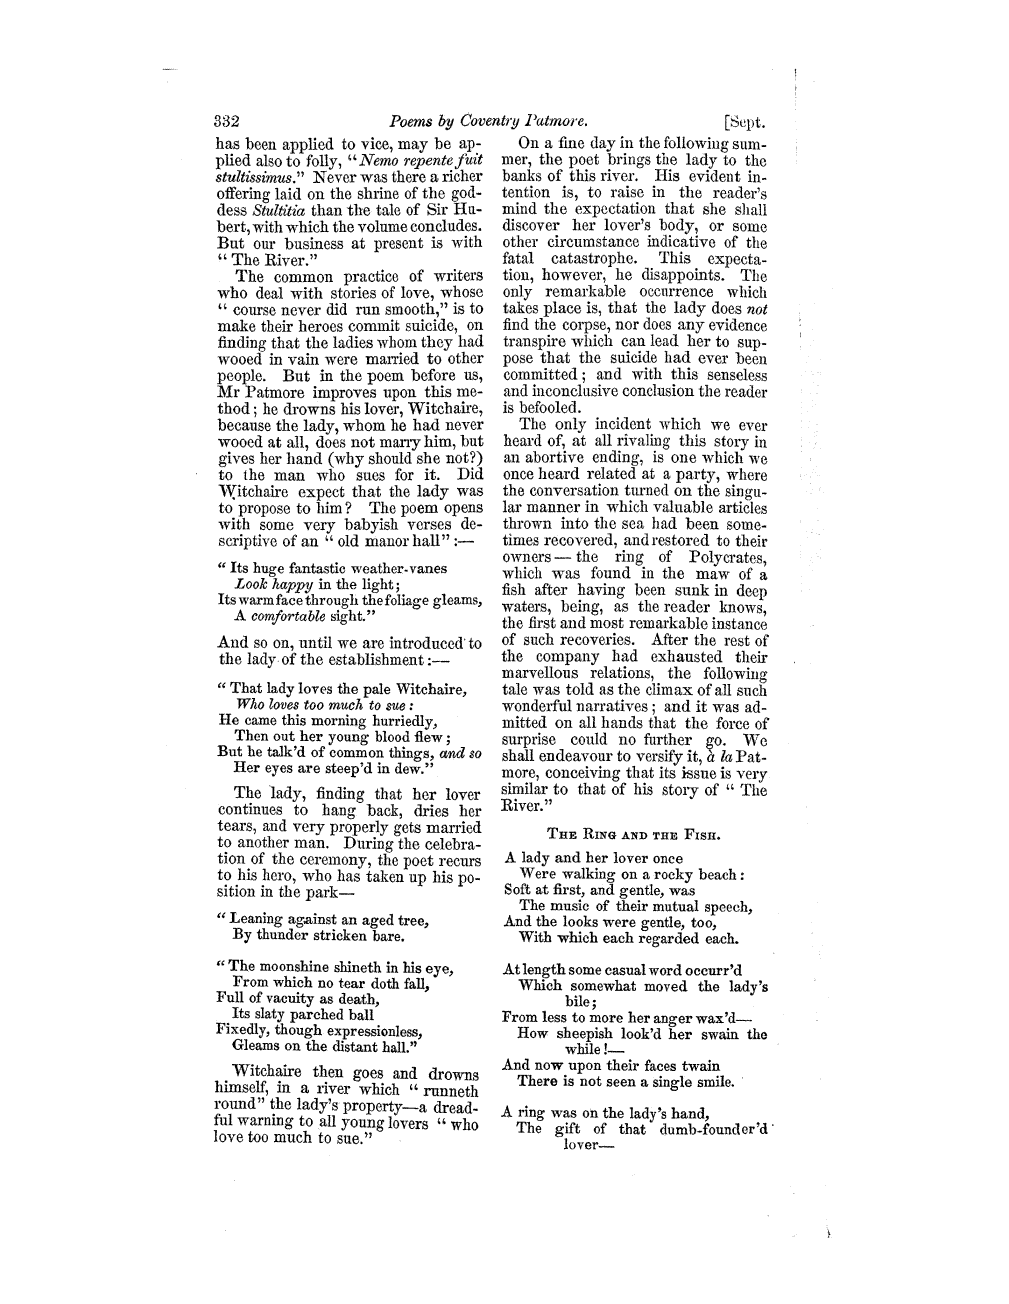 332
Poems by Coventry Patmore.
[Sept.
has been applied to vice, may be ap-
plied also to folly, “Nemo repente fuit
stultissimus.” Never was there a richer
offering laid on the shrine of the god-
dess Stultitia than the tale of Sir Hu-
bert, with which the volume concludes.
But our business at present is with
“ The River.”
The common practice of writers
who deal with stories of love, whose
“ course never did run smooth,” is to
make their heroes commit suicide, on
finding that the ladies whom they had
wooed in vain were married to other
people. But in the poem before us,
Mr Patmore improves upon this me-
thod ; he drowns his lover, Witchaire,
because the lady, whom he had never
wooed at all, does not marry him, but
gives her hand (why should she not?)
to the man who sues for it. Did
Witchaire expect that the lady was
to propose to him? The poem opens
with some very babyish verses de-
scriptive of an “ old manor hall” :—
“ Its huge fantastic weather-vanes
Look happy in the light;
Its warm face through the foliage gleams,
A comfortable sight.”
And so on, until we are introduced to
the lady of the establishment :—
“ That lady loves the pale Witchaire,
Who loves too much to sue :
He came this morning hurriedly,
Then out her young blood flew ;
But he talk’d of common things, and so
Her eyes are steep’d in dew.”
The lady, finding that her lover
continues to hang back, dries her
tears, and very properly gets married
to another man. During the celebra-
tion of the ceremony, the poet recurs
to his hero, who has taken up his po-
sition in the park—
“ Leaning against an aged tree,
By thunder stricken bare.
“ The moonshine shineth in his eye,
From which no tear doth fall,
Full of vacuity as death,
Its slaty parched ball
Fixedly, though expressionless,
Gleams on the distant hall.”
Witchaire then goes and drowns
himself, in a river which “ runneth
round” the lady’s property—a dread-
ful warning to all young lovers “ who
love too much to sue.”
On a fine day in the following sum-
mer, the poet brings the lady to the
banks of this river. His evident in-
tention is, to raise in the reader’s
mind the expectation that she shall
discover her lover’s body, or some
other circumstance indicative of the
fatal catastrophe. This expecta-
tion, however, he disappoints. The
only remarkable occurrence which
takes place is, that the lady does not
find the corpse, nor does any evidence
transpire which can lead her to sup-
pose that the suicide had ever been
committed ; and with this senseless
and inconclusive conclusion the reader
is befooled.
The only incident which we ever
heard of, at all rivaling this story in
an abortive ending, is one which we
once heard related at a party, where
the conversation turned on the singu-
lar manner in which valuable articles
thrown into the sea had been some-
times recovered, and restored to their
owners — the ring of Polycrates,
which was found in the maw of a
fish after having been sunk in deep
waters, being, as the reader knows,
the first and most remarkable instance
of such recoveries. After the rest of
the company had exhausted their
marvellous relations, the following
tale was told as the climax of all such
wonderful narratives ; and it was ad-
mitted on all hands that the force of
surprise could no further go. We
shall endeavour to versify it, à la Pat-
more, conceiving that its issue is very
similar to that of his story of “ The
River.”
THE RING AND THE FISH.
A lady and her lover once
Were walking on a rocky beach :
Soft at first, and gentle, was
The music of their mutual speech,
And the looks were gentle, too,
With which each regarded each.
At length some casual word occurr’d
Which somewhat moved the lady’s
bile ;
From less to more her anger wax’d—
How sheepish look’d her swain the
while !—
And now upon their faces twain
There is not seen a single smile.
A ring was on the lady’s hand,
The gift of that dumb-founder’d
lover—